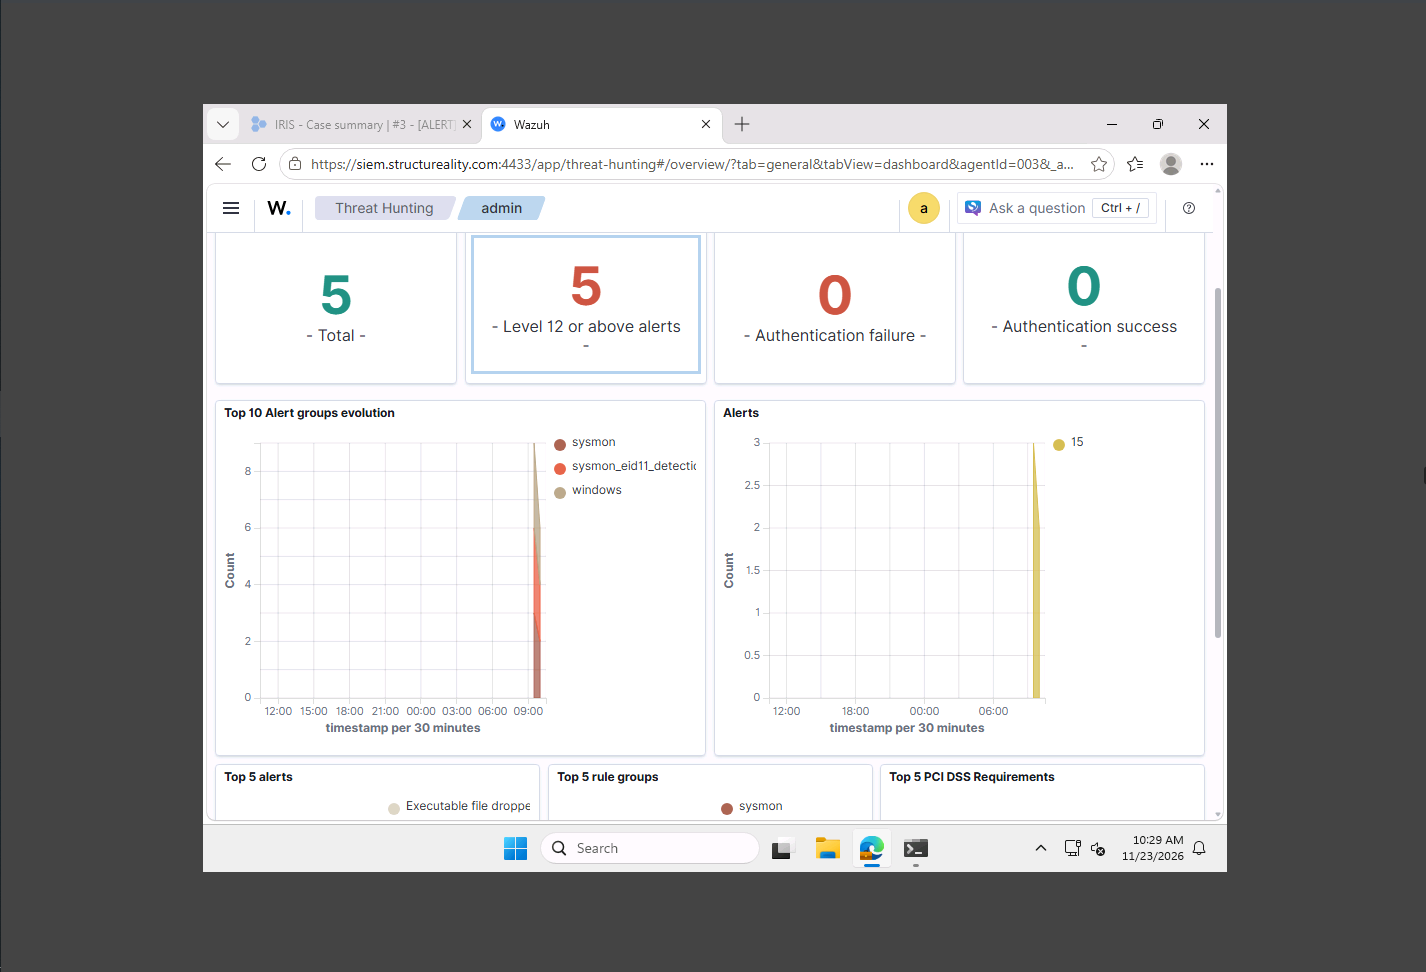 IRIS - Case summary | #3 - [ALERT]
Wazuh
https://siem.structureality.com:4433/app/threat-hunting#/overview/?tab=general&tabView=dashboard&agentId=003&_a...
W.
Threat Hunting
admin
a
Ask a question
Ctrl + /
5
- Total -
5
- Level 12 or above alerts
-
0
- Authentication failure -
0
- Authentication success
-
Top 10 Alert groups evolution
8
6
4
2
0
Count
12:00 15:00 18:00 21:00 00:00 03:00 06:00 09:00
timestamp per 30 minutes
sysmon
sysmon_eid11_detectic
windows
Alerts
3
2.5
2
1.5
1
0.5
0
Count
12:00 18:00 00:00 06:00
timestamp per 30 minutes
15
Top 5 alerts
Executable file droppe
Top 5 rule groups
sysmon
Top 5 PCI DSS Requirements
Search
10:29 AM
11/23/2026